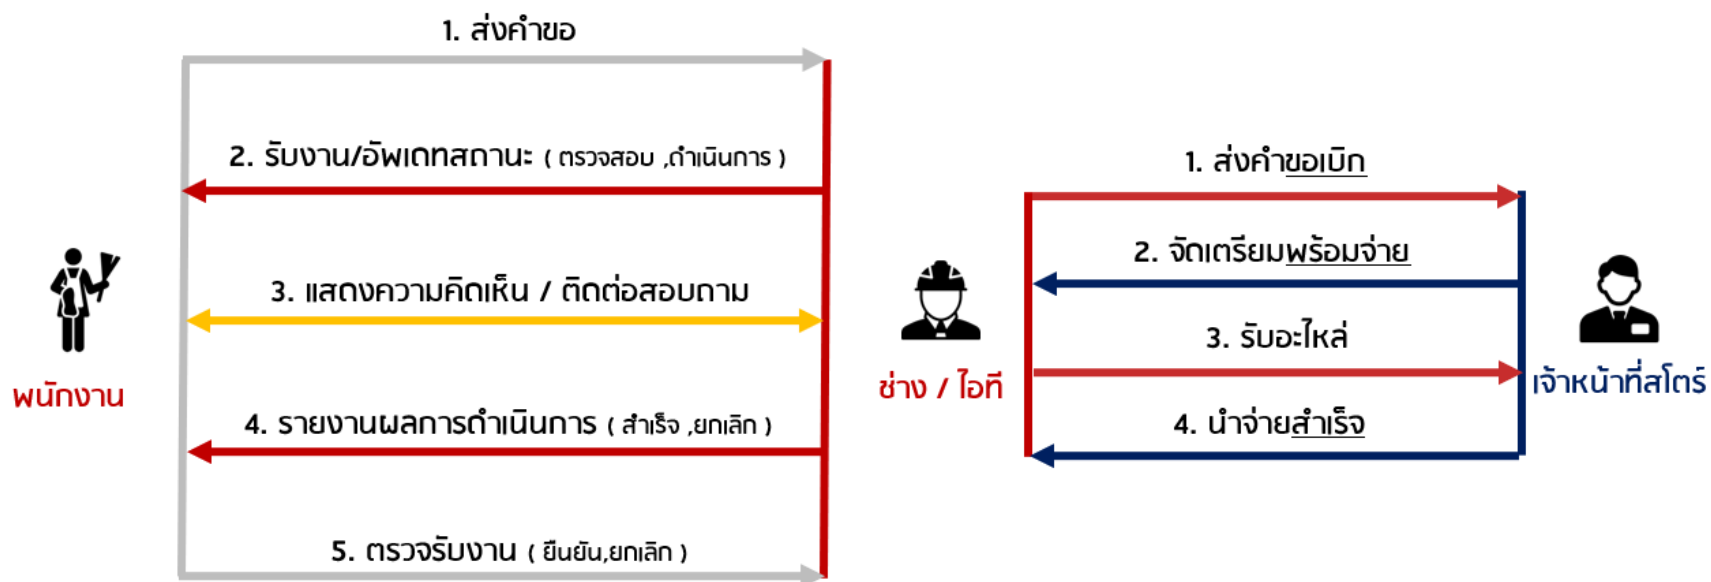 1. ส่งคำขอ
2. รับงาน/อัพเดทสถานะ ( ตรวจสอบ ,ดำเนินการ )
3. แสดงความคิดเห็น / ติดต่อสอบถาม
4. รายงานผลการดำเนินการ ( สำเร็จ ,ยกเลิก )
5. ตรวจรับงาน ( ยืนยัน,ยกเลิก )
พนักงาน
ช่าง / ไอที
1. ส่งคำขอเบิก
2. จัดเตรียมพร้อมจ่าย
3. รับอะไหล่
4. นำจ่ายสำเร็จ
เจ้าหน้าที่สโตร์